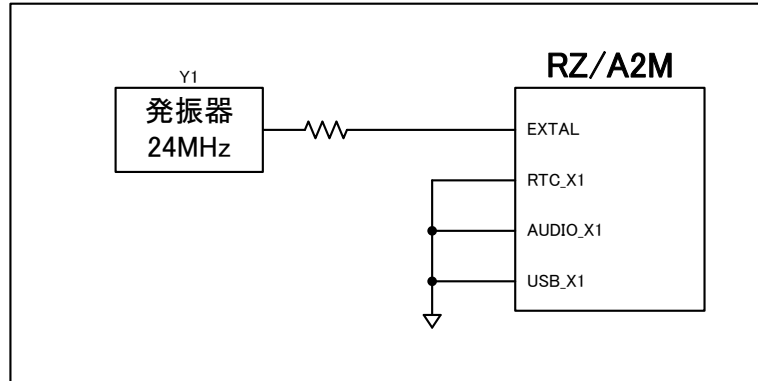 RZ/A2M
Y1
発振器
24MHz
EXTAL
RTC_X1
AUDIO_X1
USB_X1